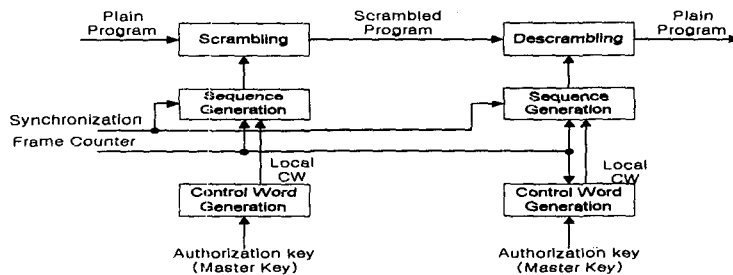 Plain
Program
Scrambling
Scrambled
Program
Descrambling
Plain
Program
Sequence
Generation
Sequence
Generation
Synchronization
Frame Counter
Local
CW
Local
CW
Control Word
Generation
Control Word
Generation
Authorization key
(Master Key)
Authorization key
(Master Key)